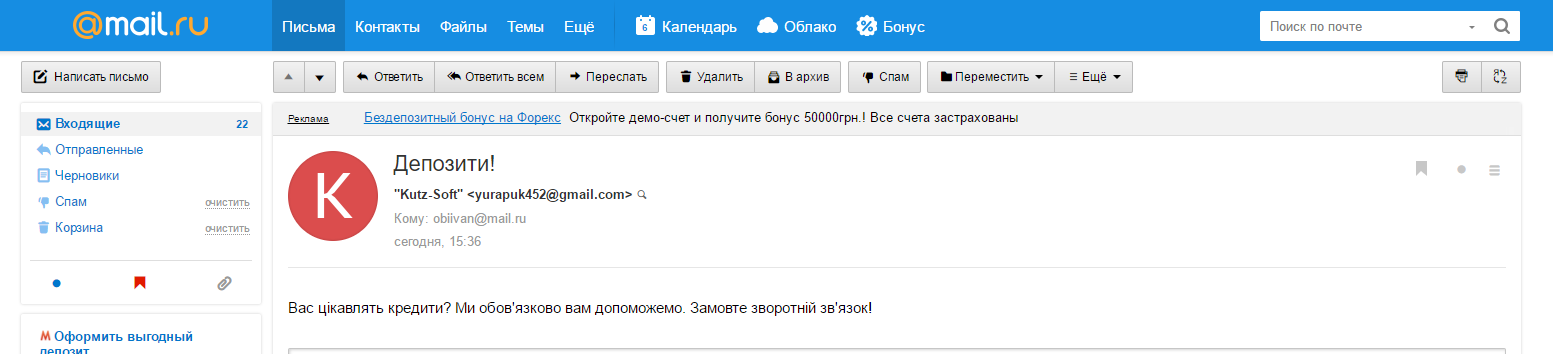 @mail.ru
Письма Контакты Файлы Темы Ещё 6 Календарь Облако Бонус Поиск по почте
Написать письмо Ответить Ответить всем Переслать Удалить В архив Спам Переместить Ещё
Входящие 22
Отправленные
Черновики
Спам очистить
Корзина очистить
М Оформить выгодный
депозит
Реклама Бездепозитный бонус на Форекс Откройте демо-счет и получите бонус 50000грн.! Все счета застрахованы
K
Депозити!
"Kutz-Soft" <yurapuk452@gmail.com>
Кому: obiivan@mail.ru
сегодня, 15:36
Вас цікавлять кредити? Ми обов'язково вам допоможемо. Замовте зворотній зв'язок!